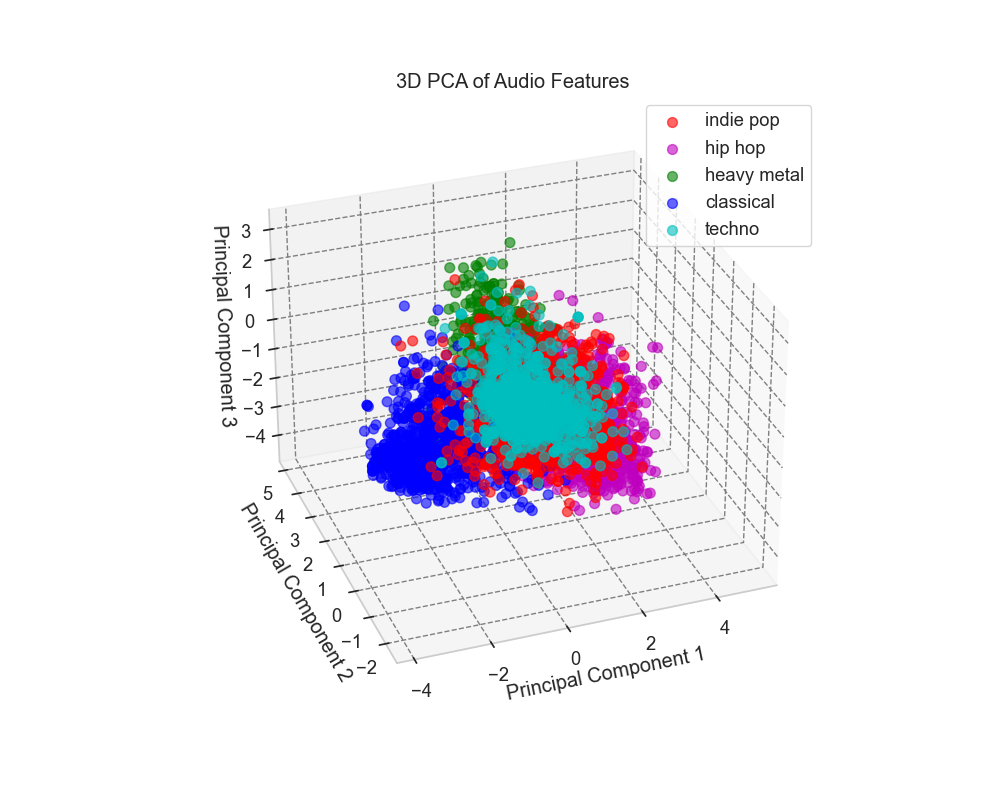 3D PCA of Audio Features
indie pop
hip hop
heavy metal
classical
techno
Principal Component 3
3
2
1
0
−1
−2
−3
−4
Principal Component 2
5
4
3
2
1
0
−1
−2
Principal Component 1
−4
−2
0
2
4